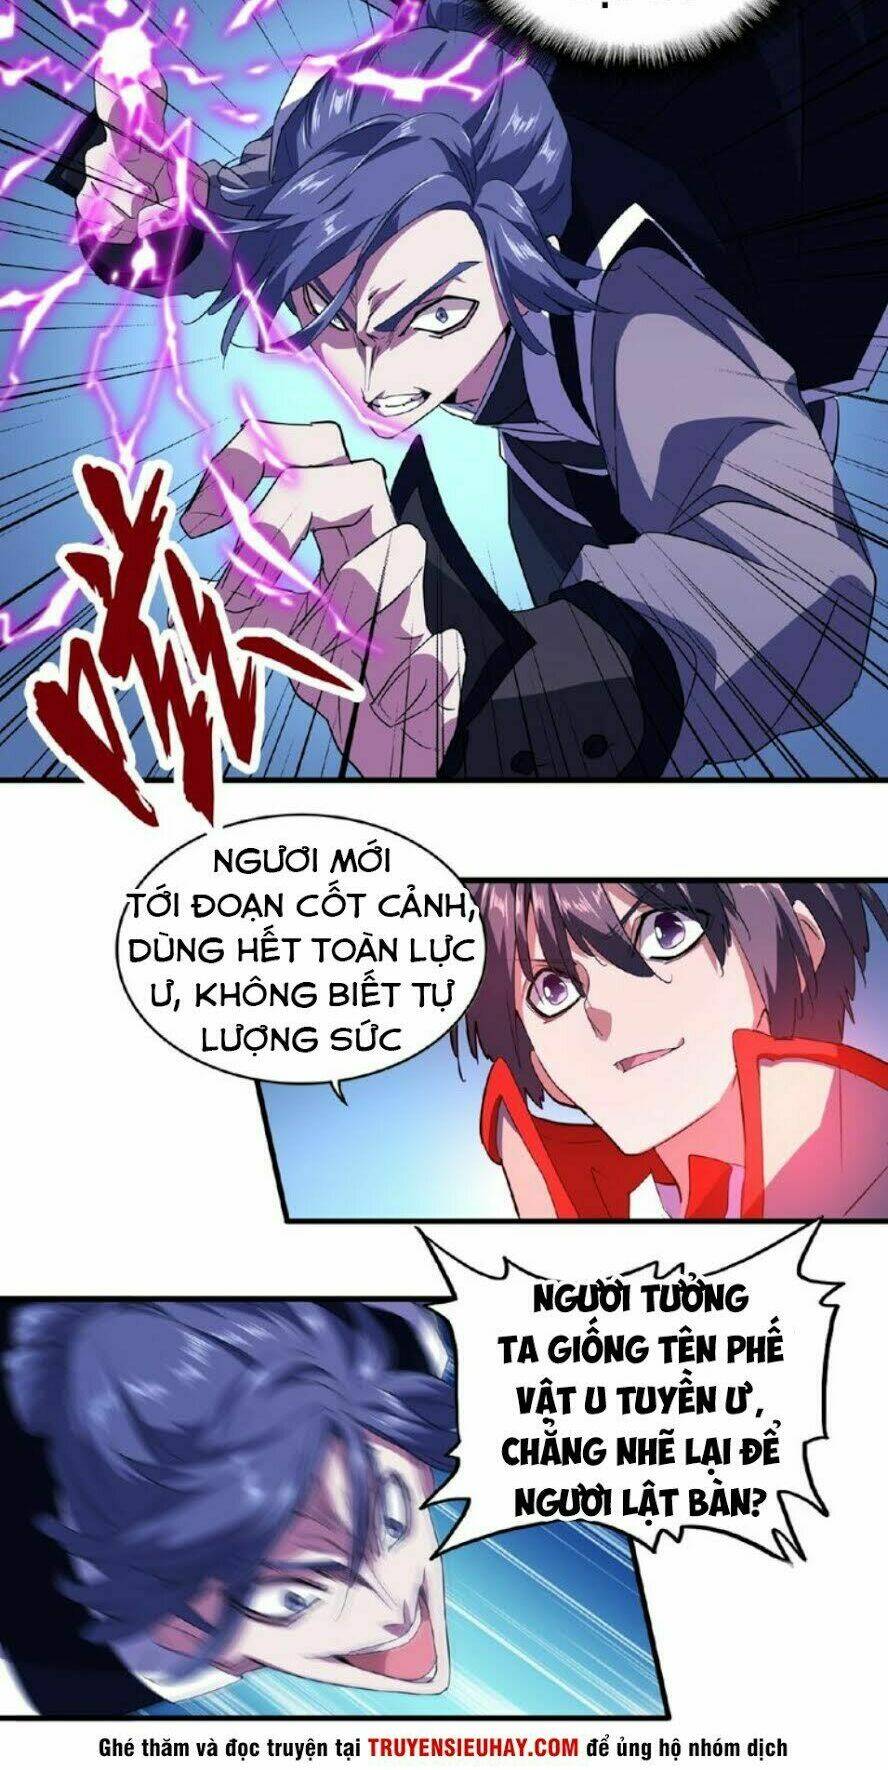 NGƯƠI MỚI
TỚI ĐOẠN CỐT CẢNH,
DÙNG HẾT TOÀN LỰC
Ư, KHÔNG BIẾT TỰ
LƯỢNG SỨC
NGƯƠI TƯỞNG
TA GIỐNG TÊN PHẾ
VẬT U TUYỀN Ư,
CHẲNG NHẼ LẠI ĐỂ
NGƯƠI LẬT BÀN?
Ghé thăm và đọc truyện tại TRUYENSIEUHAY.COM để ủng hộ nhóm dịch